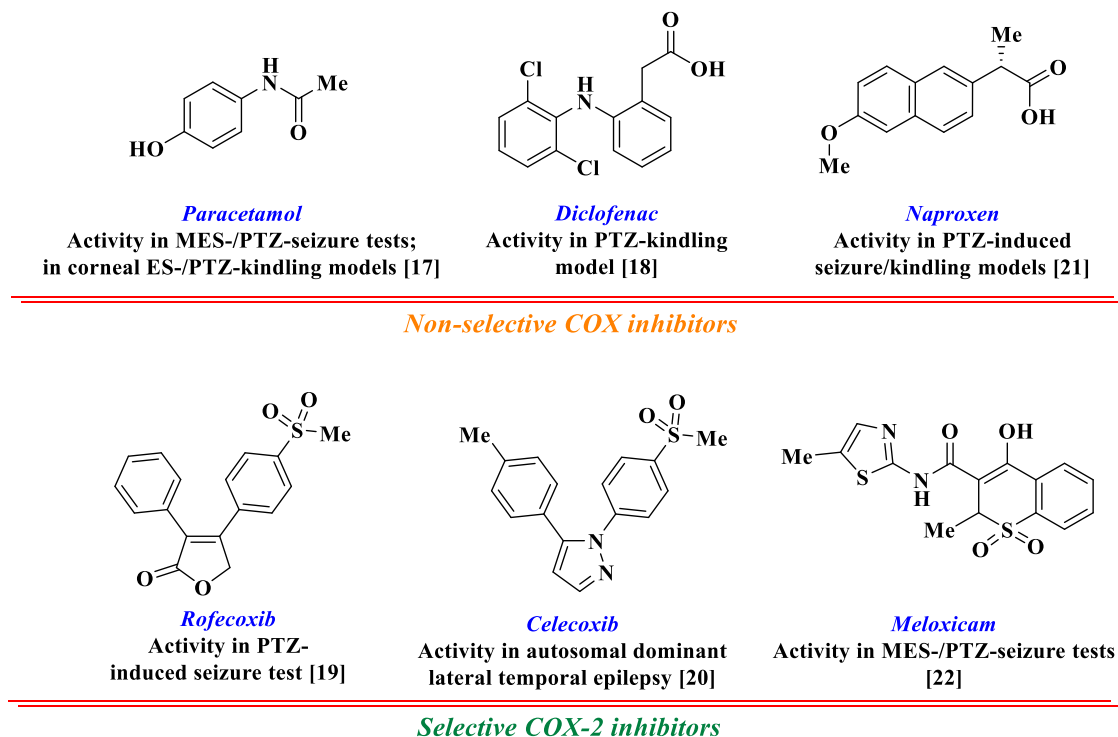 H
N
Me
O
HO
Paracetamol
Activity in MES-/PTZ-seizure tests;
in corneal ES-/PTZ-kindling models [17]
O
OH
Cl
H
N
Cl
Diclofenac
Activity in PTZ-kindling
model [18]
Me
O
OH
O
Me
Naproxen
Activity in PTZ-induced
seizure/kindling models [21]
Non-selective COX inhibitors
O
O
S
Me
O
O
Rofecoxib
Activity in PTZ-
induced seizure test [19]
O
O
S
Me
Me
N
N
Celecoxib
Activity in autosomal dominant
lateral temporal epilepsy [20]
N
O
OH
Me
S
N
H
Me
S
O
O
Meloxicam
Activity in MES-/PTZ-seizure tests
[22]
Selective COX-2 inhibitors